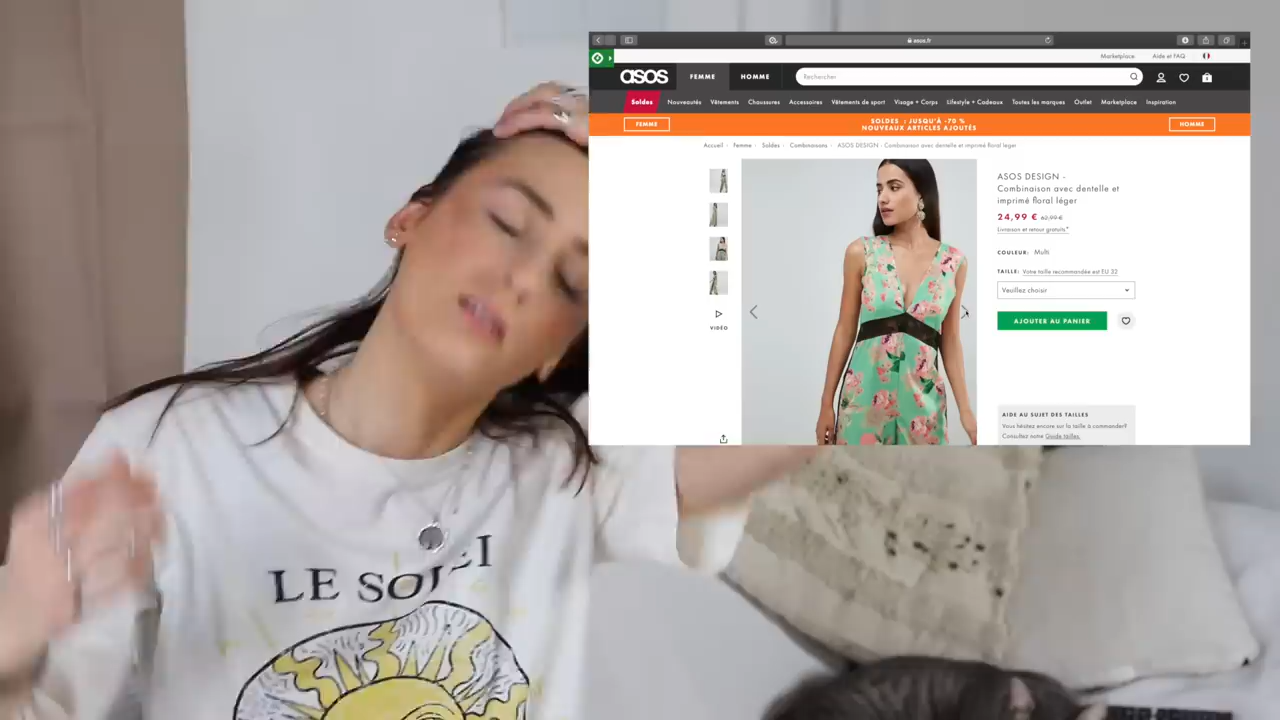 asos.fr
Marketplace
Aide et FAQ
asos
FEMME
HOMME
Rechercher
Soldes
Nouveautés
Vêtements
Chaussures
Accessoires
Vêtements de sport
Visage + Corps
Lifestyle + Cadeaux
Toutes les marques
Outlet
Marketplace
Inspiration
FEMME
SOLDES : JUSQU'À -70 %
NOUVEAUX ARTICLES AJOUTÉS
HOMME
Accueil
Femme
Soldes
Combinaisons
ASOS DESIGN - Combinaison avec dentelle et imprimé floral léger
ASOS DESIGN -
Combinaison avec dentelle et
imprimé floral léger
24,99 € 62,99 €
Livraison et retour gratuits*
COULEUR: Multi
TAILLE: Votre taille recommandée est EU 32
Veuillez choisir
AJOUTER AU PANIER
VIDÉO
AIDE AU SUJET DES TAILLES
Vous hésitez encore sur la taille à commander?
Consultez notre Guide tailles.
LE SOLEI